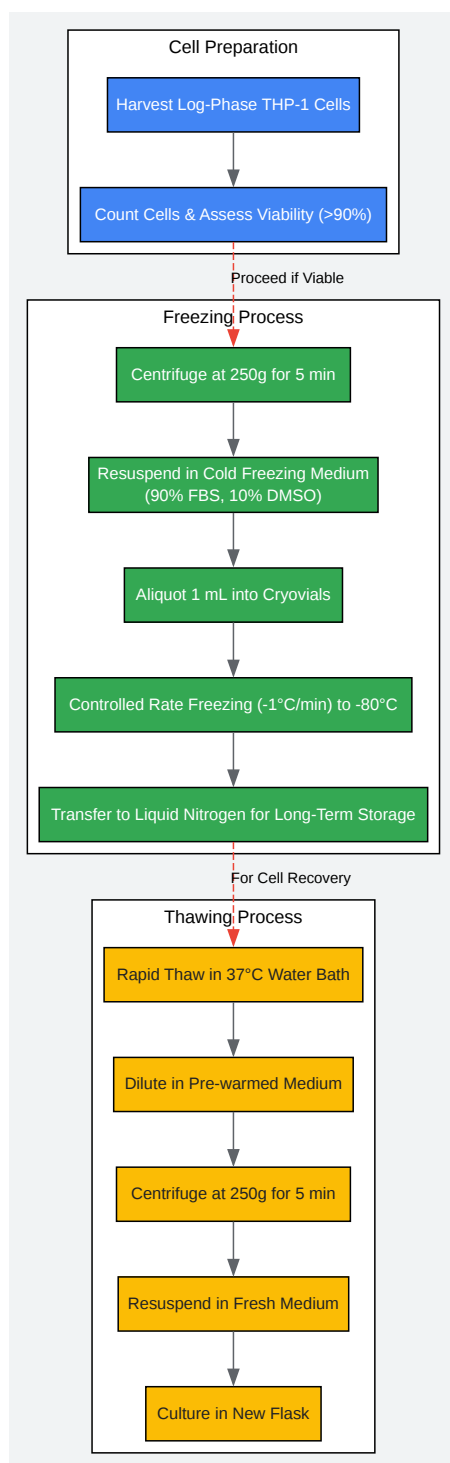 Cell Preparation
Harvest Log-Phase THP-1 Cells
Count Cells & Assess Viability (>90%)
Proceed if Viable
Freezing Process
Centrifuge at 250g for 5 min
Resuspend in Cold Freezing Medium
(90% FBS, 10% DMSO)
Aliquot 1 mL into Cryovials
Controlled Rate Freezing (-1°C/min) to -80°C
Transfer to Liquid Nitrogen for Long-Term Storage
For Cell Recovery
Thawing Process
Rapid Thaw in 37°C Water Bath
Dilute in Pre-warmed Medium
Centrifuge at 250g for 5 min
Resuspend in Fresh Medium
Culture in New Flask